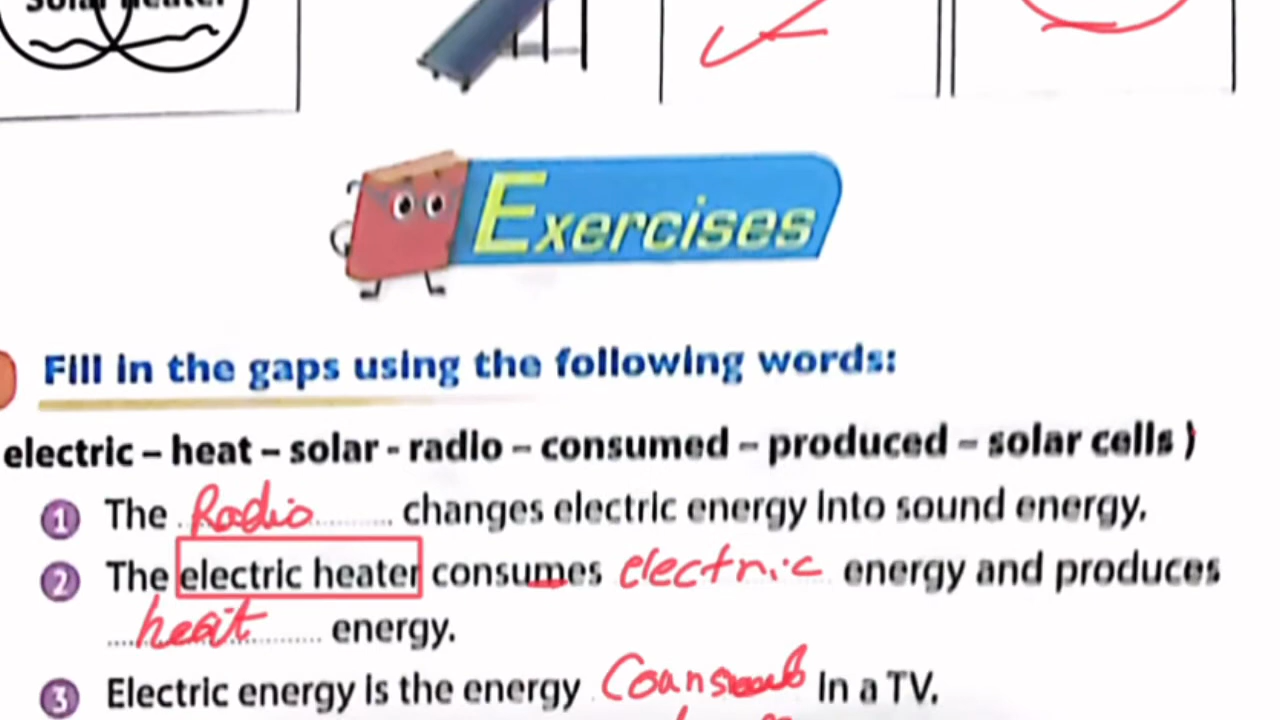 Solar Heater
Exercises
Fill in the gaps using the following words:
electric – heat – solar - radio – consumed – produced – solar cells )
1 The Radio changes electric energy into sound energy.
2 The electric heater consumes electric energy and produces
heat energy.
3 Electric energy is the energy in a TV.